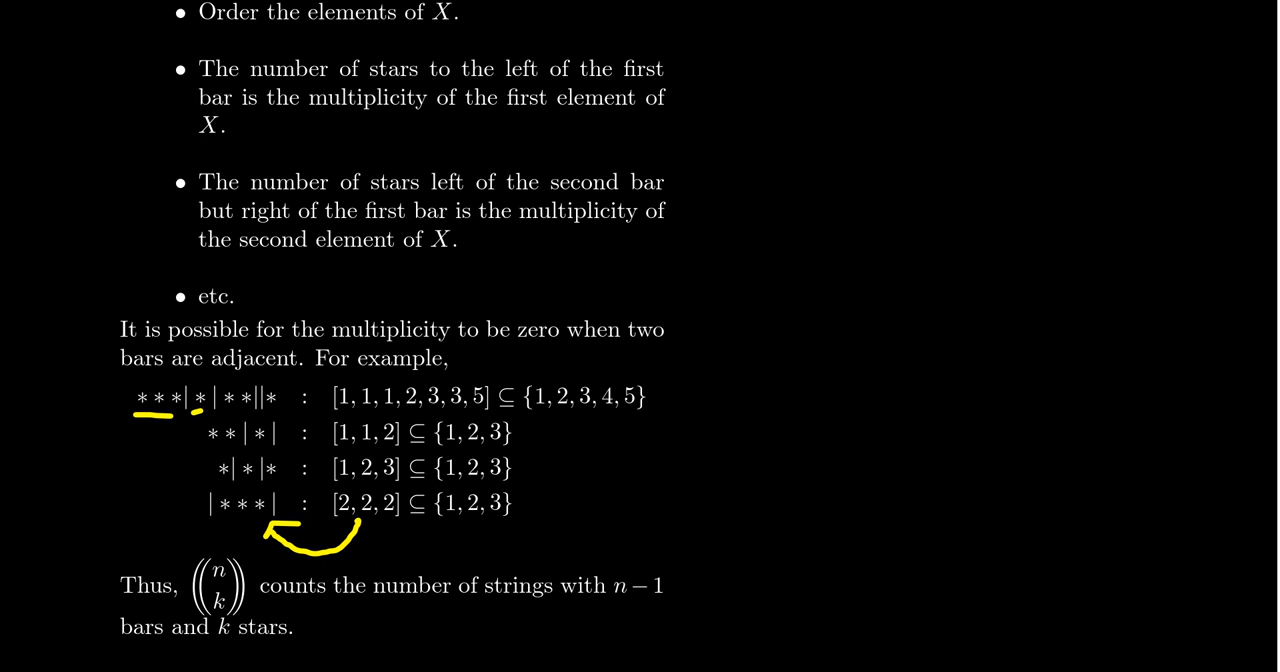 • Order the elements of X.
• The number of stars to the left of the first
bar is the multiplicity of the first element of
X.
• The number of stars left of the second bar
but right of the first bar is the multiplicity of
the second element of X.
• etc.
It is possible for the multiplicity to be zero when two
bars are adjacent. For example,
∗ ∗ ∗| ∗ | ∗ ∗||∗ : [1, 1, 1, 2, 3, 3, 5] ⊆ {1, 2, 3, 4, 5}
∗ ∗ | ∗ | : [1, 1, 2] ⊆ {1, 2, 3}
∗| ∗ |∗ : [1, 2, 3] ⊆ {1, 2, 3}
| ∗ ∗ ∗ | : [2, 2, 2] ⊆ {1, 2, 3}
Thus, ((n k)) counts the number of strings with n − 1
bars and k stars.